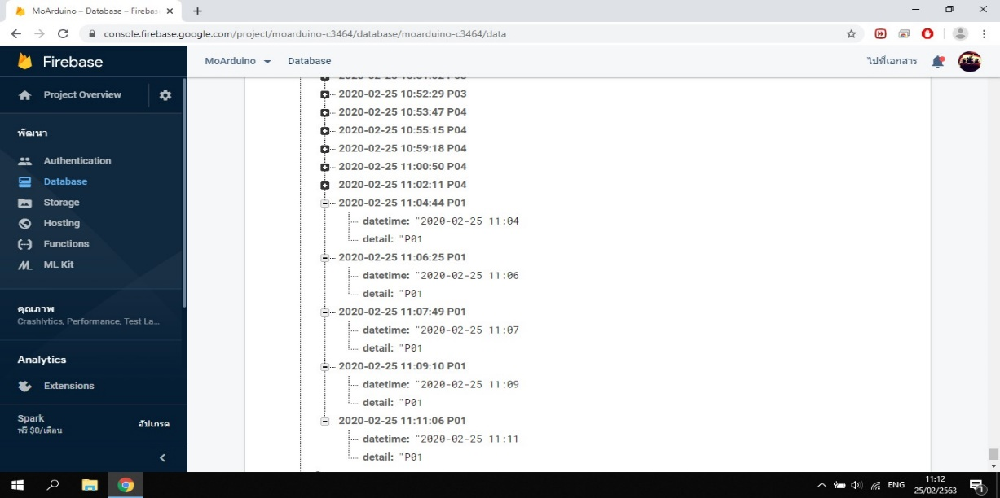 MoArduino – Database – Firebas
console.firebase.google.com/project/moarduino-c3464/database/moarduino-c3464/data
Firebase
MoArduino
Database
ไปที่เอกสาร
Project Overview
พัฒนา
Authentication
Database
Storage
Hosting
Functions
ML Kit
คุณภาพ
Crashlytics, Performance, Test La...
Analytics
Extensions
Spark
ฟรี $0/เดือน
อัปเกรด
2020-02-25 10:52:29 P03
2020-02-25 10:53:47 P04
2020-02-25 10:55:15 P04
2020-02-25 10:59:18 P04
2020-02-25 11:00:50 P04
2020-02-25 11:02:11 P04
2020-02-25 11:04:44 P01
datetime: "2020-02-25 11:04
detail: "P01
2020-02-25 11:06:25 P01
datetime: "2020-02-25 11:06
detail: "P01
2020-02-25 11:07:49 P01
datetime: "2020-02-25 11:07
detail: "P01
2020-02-25 11:09:10 P01
datetime: "2020-02-25 11:09
detail: "P01
2020-02-25 11:11:06 P01
datetime: "2020-02-25 11:11
detail: "P01
ENG
11:12
25/02/2563
1